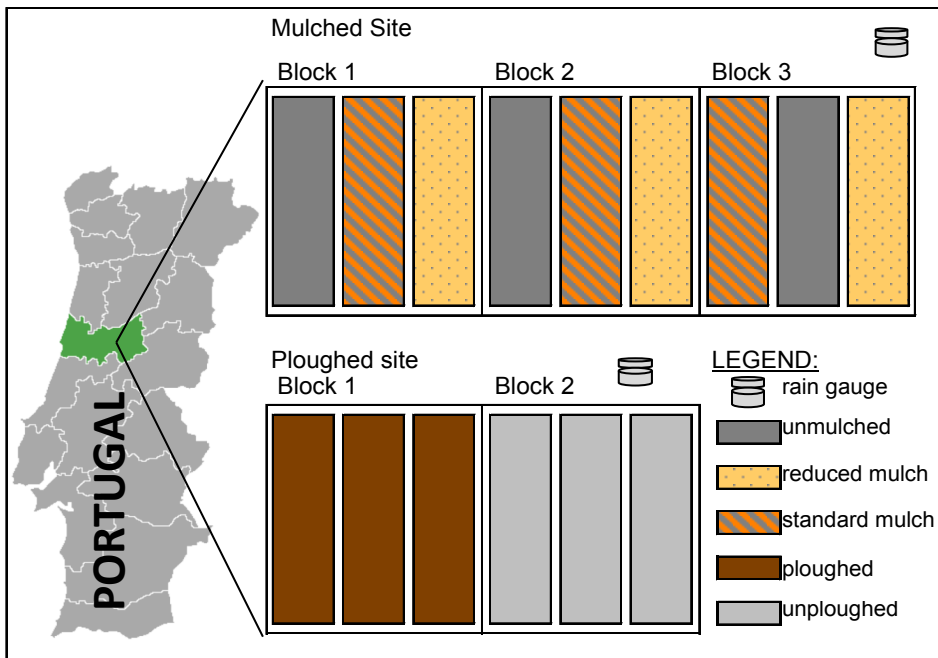 Mulched Site
Block 1
Block 2
Block 3
PORTUGAL
Ploughed site
Block 1
Block 2
LEGEND:
rain gauge
unmulched
reduced mulch
standard mulch
ploughed
unploughed